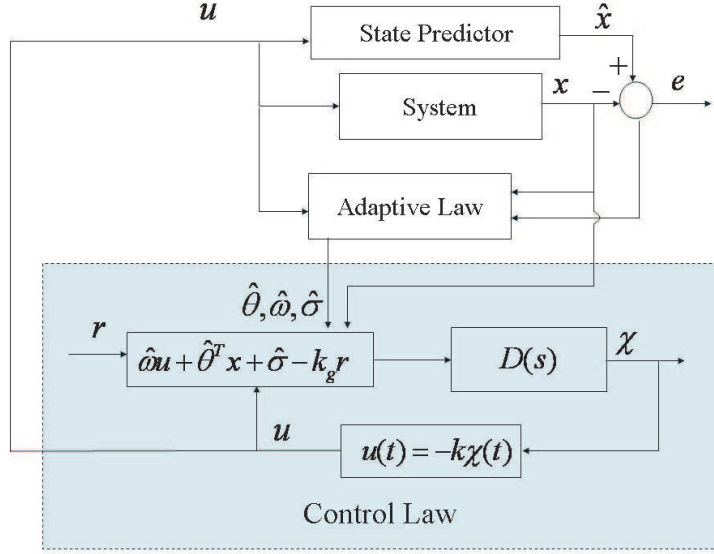 u
State Predictor
x̂
+
x
−
e
System
Adaptive Law
θ̂, ω̂, σ̂
r
ω̂u + θ̂ᵀx + σ̂ − k_g r
D(s)
χ
u
u(t) = −kχ(t)
Control Law